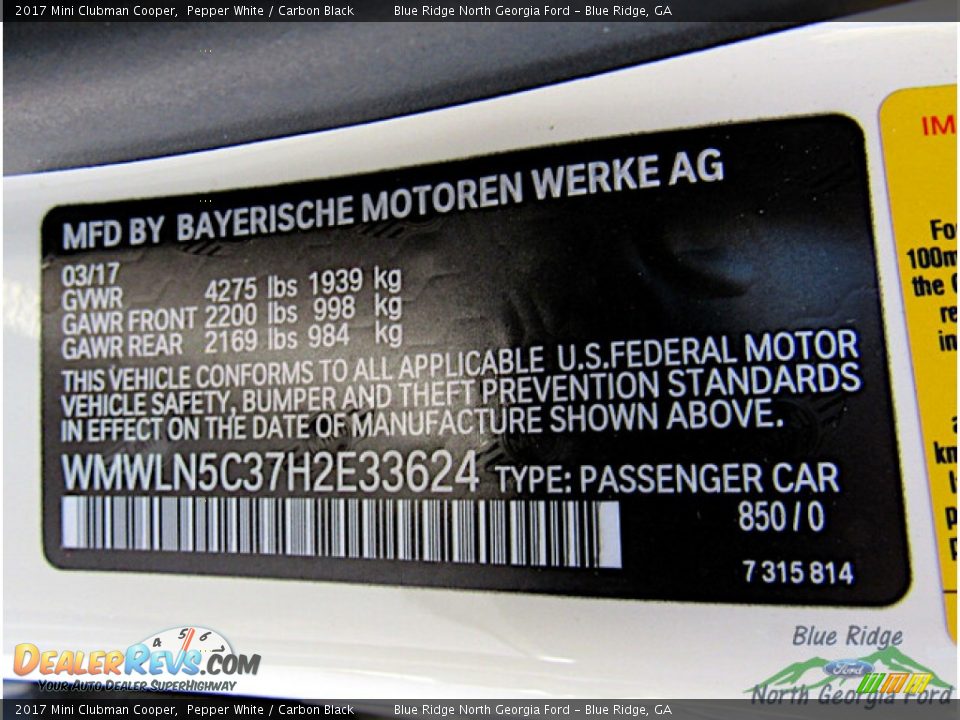 2017 Mini Clubman Cooper, Pepper White / Carbon Black Blue Ridge North Georgia Ford - Blue Ridge, GA
MFD BY BAYERISCHE MOTOREN WERKE AG
03/17
GVWR 4275 lbs 1939 kg
GAWR FRONT 2200 lbs 998 kg
GAWR REAR 2169 lbs 984 kg
THIS VEHICLE CONFORMS TO ALL APPLICABLE U.S.FEDERAL MOTOR
VEHICLE SAFETY, BUMPER AND THEFT PREVENTION STANDARDS
IN EFFECT ON THE DATE OF MANUFACTURE SHOWN ABOVE.
WMWLN5C37H2E33624 TYPE: PASSENGER CAR
850 / 0
7 315 814
IM
Fo
100m
the
re
in
km
4 5 6
DEALERREVS.COM
YOUR AUTO DEALER SUPERHIGHWAY
Blue Ridge
Ford
North Georgia Ford
2017 Mini Clubman Cooper, Pepper White / Carbon Black Blue Ridge North Georgia Ford - Blue Ridge, GA